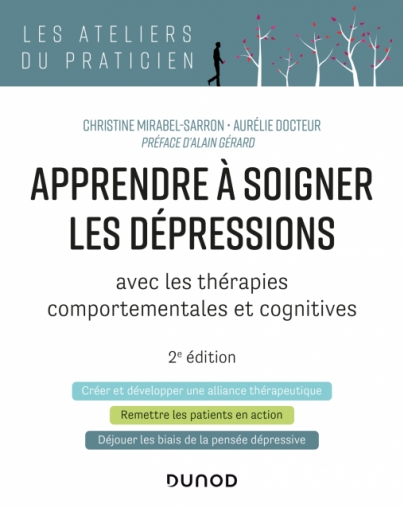 LES ATELIERS
DU PRATICIEN
CHRISTINE MIRABEL-SARRON • AURÉLIE DOCTEUR
PRÉFACE D'ALAIN GÉRARD
APPRENDRE À SOIGNER
LES DÉPRESSIONS
avec les thérapies
comportementales et cognitives
2e édition
Créer et développer une alliance thérapeutique
Remettre les patients en action
Déjouer les biais de la pensée dépressive
DUNOD